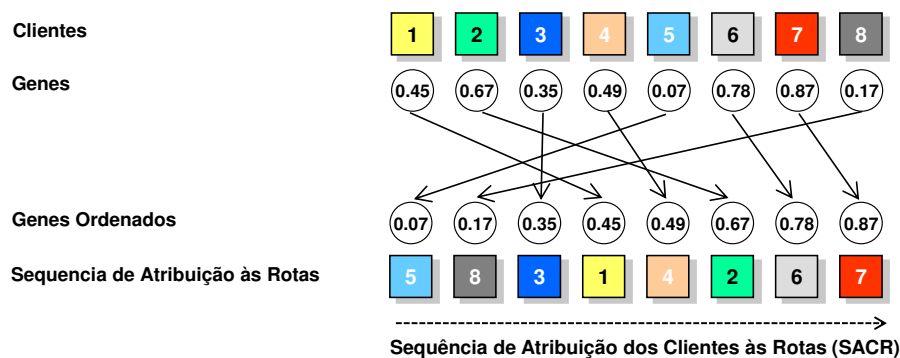 Clientes 1 2 3 4 5 6 7 8
Genes 0.45 0.67 0.35 0.49 0.07 0.78 0.87 0.17
Genes Ordenados 0.07 0.17 0.35 0.45 0.49 0.67 0.78 0.87
Sequencia de Atribuição às Rotas 5 8 3 1 4 2 6 7
Sequência de Atribuição dos Clientes às Rotas (SACR)